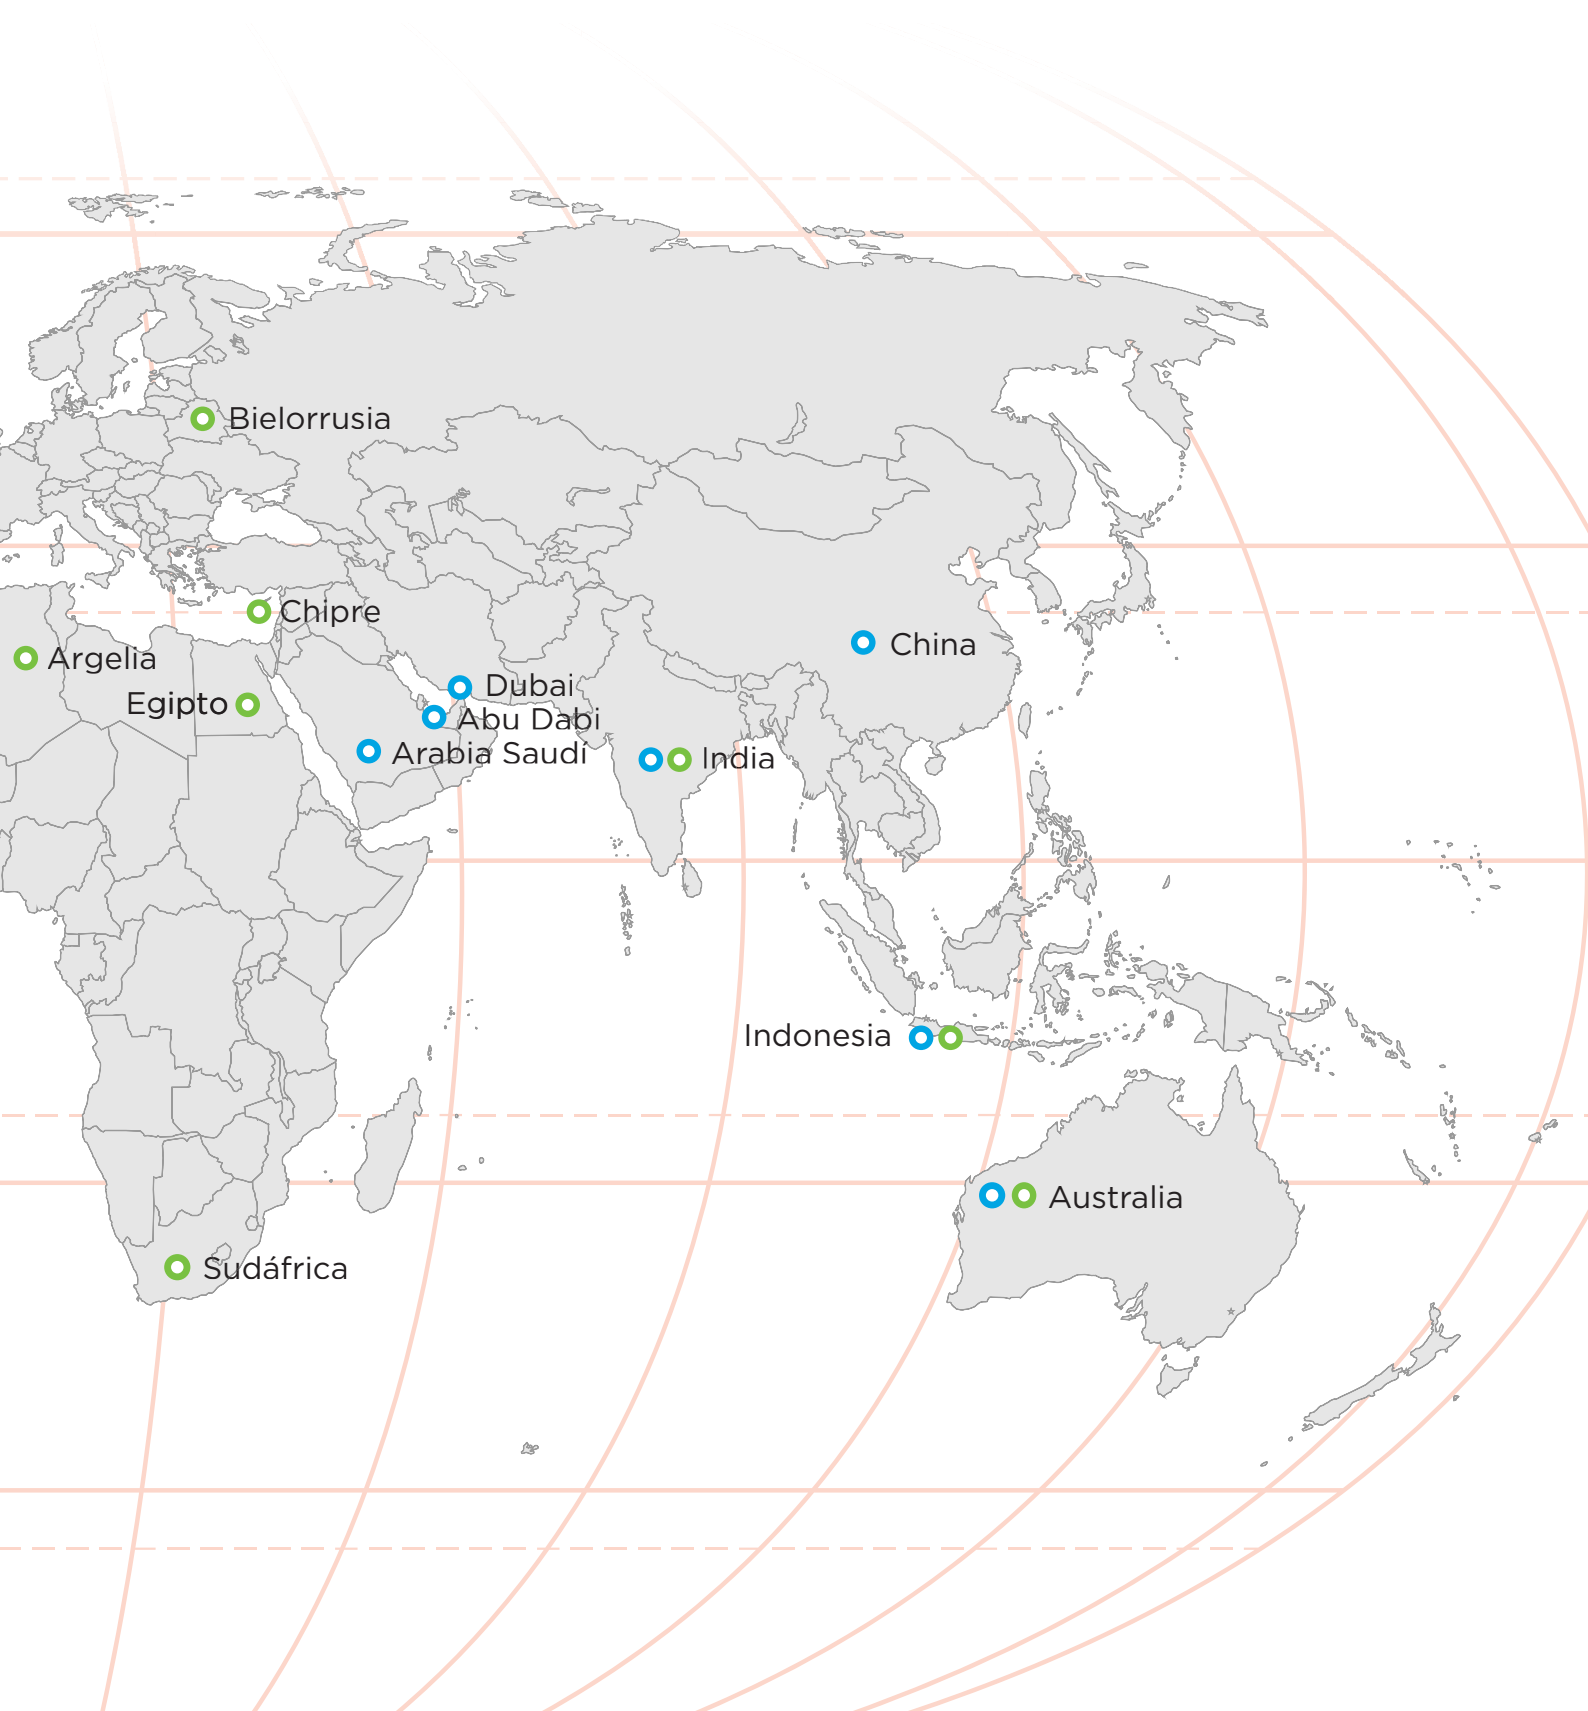 Bielorrusia
Chipre
China
Argelia
Dubai
Egipto
Abu Dabi
Arabia Saudí
India
Indonesia
Australia
Sudáfrica